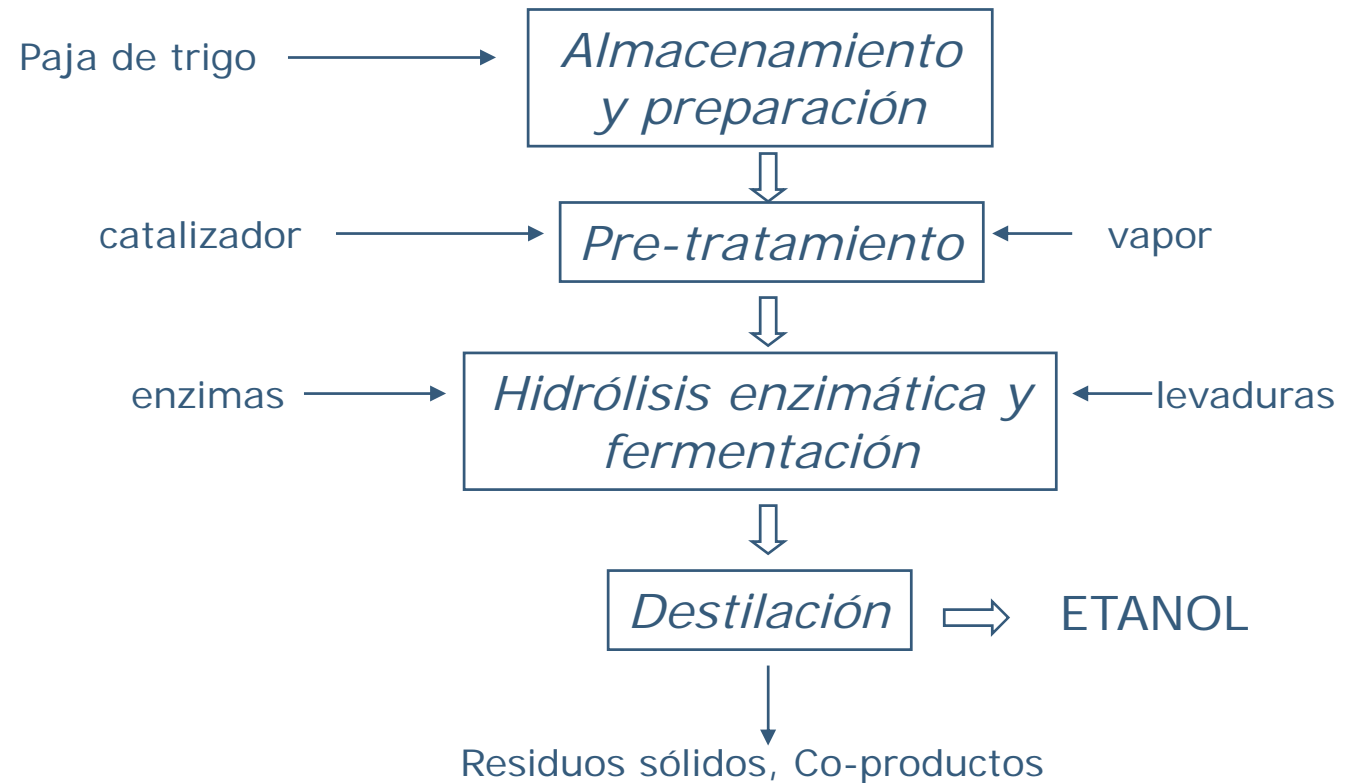 Paja de trigo
Almacenamiento
y preparación
catalizador
Pre-tratamiento
vapor
enzimas
Hidrólisis enzimática y
fermentación
levaduras
Destilación
ETANOL
Residuos sólidos, Co-productos